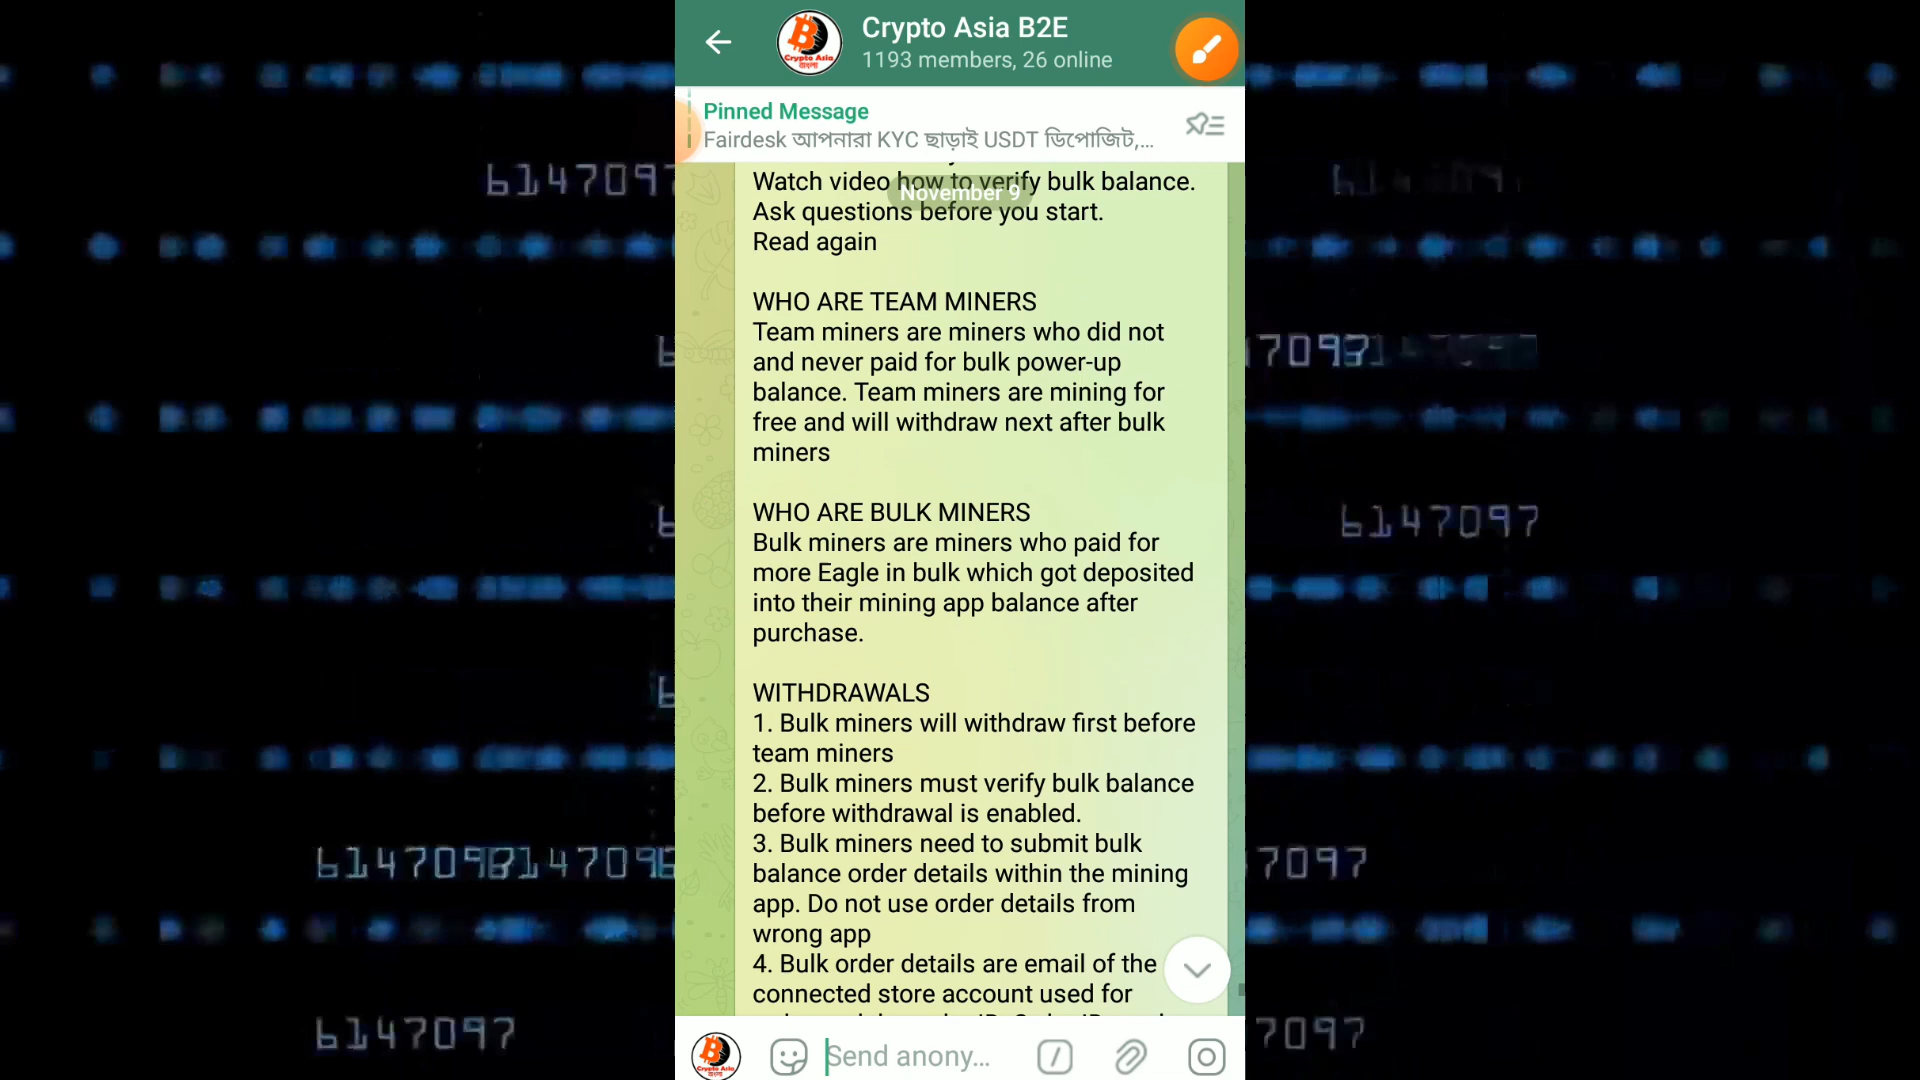 Crypto Asia B2E
1193 members, 26 online
Pinned Message
Fairdesk আপনারা KYC ছাড়াই USDT ডিপোজিট,...
Watch video how to verify bulk balance.
November 9
Ask questions before you start.
Read again
WHO ARE TEAM MINERS
Team miners are miners who did not
and never paid for bulk power-up
balance. Team miners are mining for
free and will withdraw next after bulk
miners
WHO ARE BULK MINERS
Bulk miners are miners who paid for
more Eagle in bulk which got deposited
into their mining app balance after
purchase.
WITHDRAWALS
1. Bulk miners will withdraw first before
team miners
2. Bulk miners must verify bulk balance
before withdrawal is enabled.
3. Bulk miners need to submit bulk
balance order details within the mining
app. Do not use order details from
wrong app
4. Bulk order details are email of the
connected store account used for
Send anony...
Crypto Asia
বাংলা
6147097
6147097
6147097
7097
7097